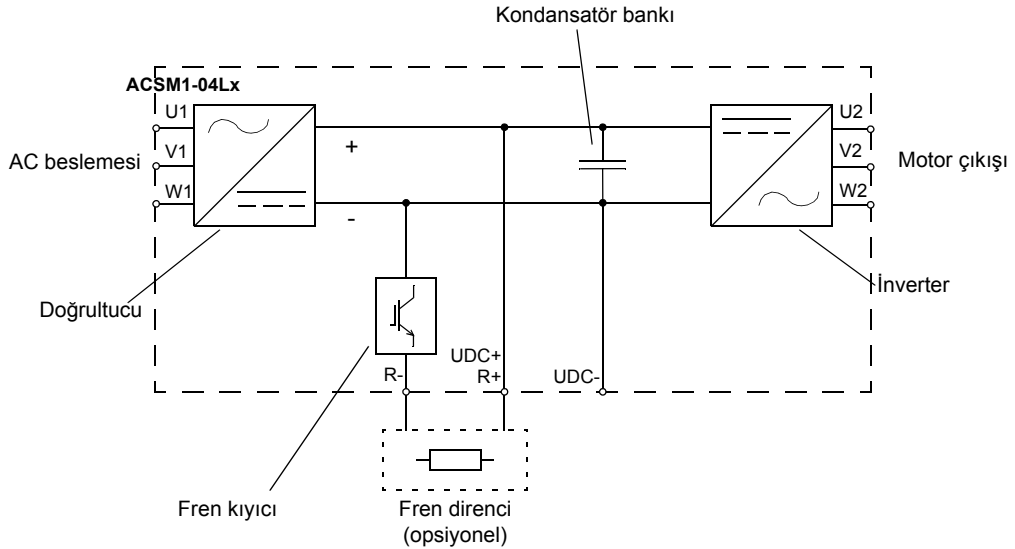 Kondansatör bankı
ACSM1-04Lx
U1
V1
W1
AC beslemesi
+
-
U2
V2
W2
Motor çıkışı
Doğrultucu
İnverter
R-
UDC+
R+
UDC-
Fren kıyıcı
Fren direnci
(opsiyonel)